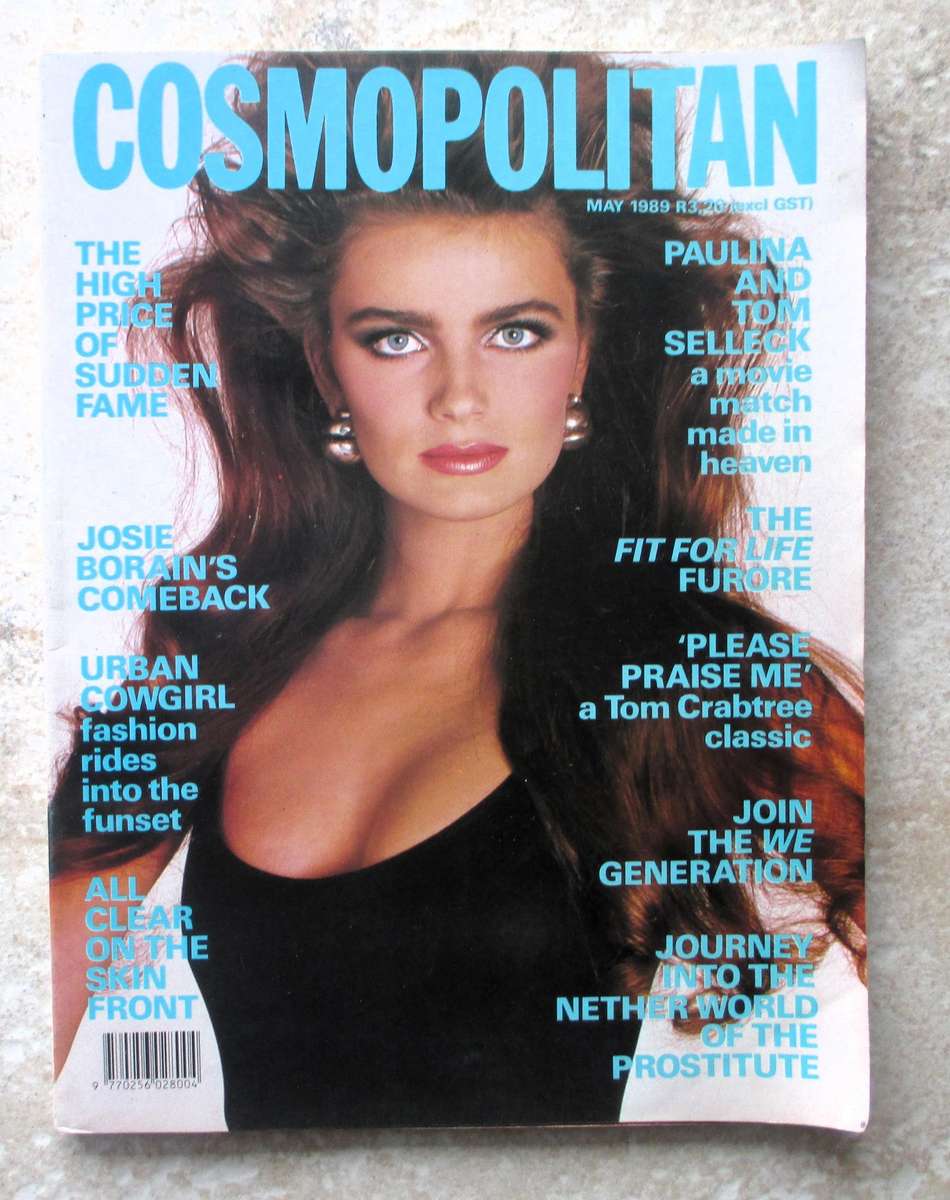 COSMOPOLITAN
MAY 1989 R3,20 (excl GST)
THE
HIGH
PRICE
OF
SUDDEN
FAME
JOSIE
BORAIN'S
COMEBACK
URBAN
COWGIRL
fashion
rides
into the
funset
ALL
CLEAR
ON THE
SKIN
FRONT
9 770256 028004
PAULINA
AND
TOM
SELLECK
a movie
match
made in
heaven
THE
FIT FOR LIFE
FURORE
'PLEASE
PRAISE ME'
a Tom Crabtree
classic
JOIN
THE WE
GENERATION
JOURNEY
INTO THE
NETHER WORLD
OF THE
PROSTITUTE